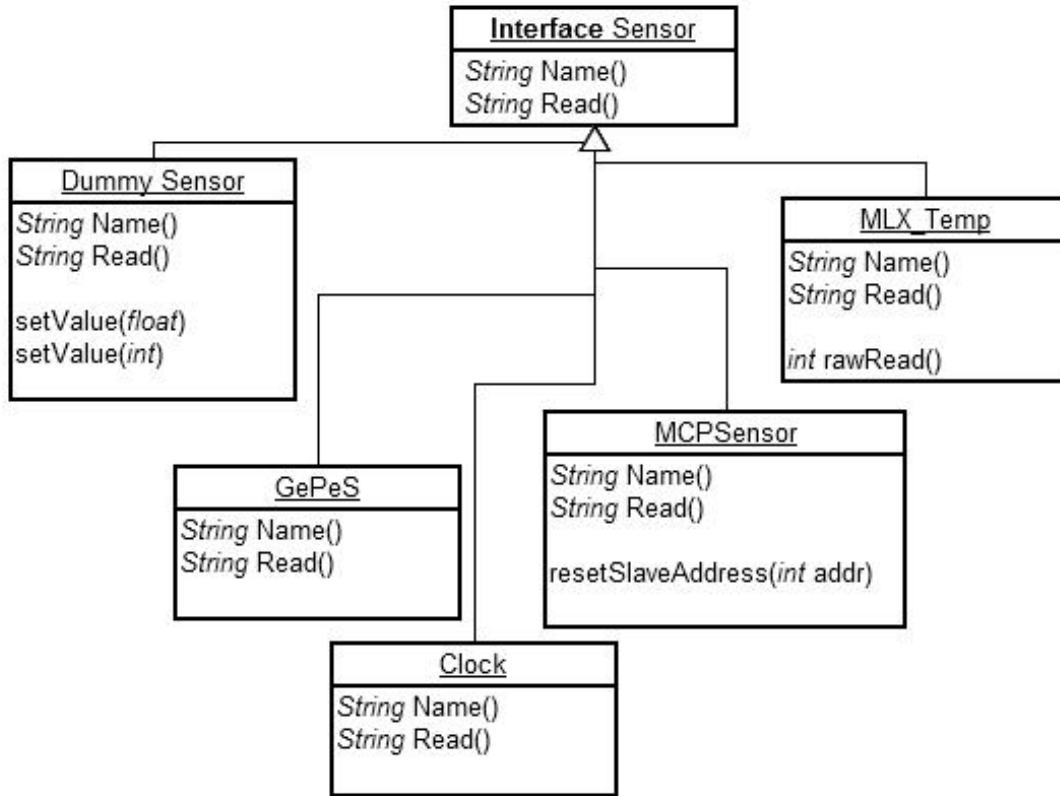 Interface Sensor
String Name()
String Read()
Dummy Sensor
String Name()
String Read()
setValue(float)
setValue(int)
MLX_Temp
String Name()
String Read()
int rawRead()
GePeS
String Name()
String Read()
MCPSensor
String Name()
String Read()
resetSlaveAddress(int addr)
Clock
String Name()
String Read()